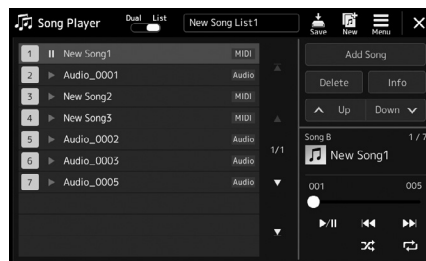 Song Player
Dual List
New Song List1
Save
New
Menu
1 New Song1 MIDI
2 Audio_0001 Audio
3 New Song2 MIDI
4 New Song3 MIDI
5 Audio_0002 Audio
6 Audio_0003 Audio
7 Audio_0005 Audio
1/1
Add Song
Delete Info
Up Down
Song B 1/7
New Song1
001 005